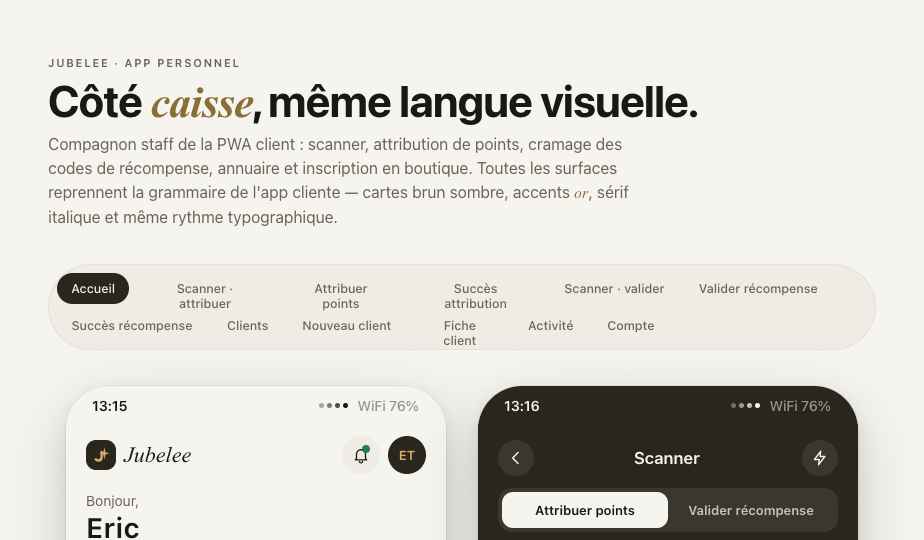 JUBELEE · APP PERSONNEL
Côté caisse, même langue visuelle.
Compagnon staff de la PWA client : scanner, attribution de points, cramage des
codes de récompense, annuaire et inscription en boutique. Toutes les surfaces
reprennent la grammaire de l'app cliente — cartes brun sombre, accents or, sérif
italique et même rythme typographique.
Accueil
Scanner ·
attribuer
Attribuer
points
Succès
attribution
Scanner · valider
Valider récompense
Succès récompense
Clients
Nouveau client
Fiche
client
Activité
Compte
13:15
WiFi 76%
Jubelee
ET
Bonjour,
Eric
13:16
WiFi 76%
Scanner
Attribuer points
Valider récompense